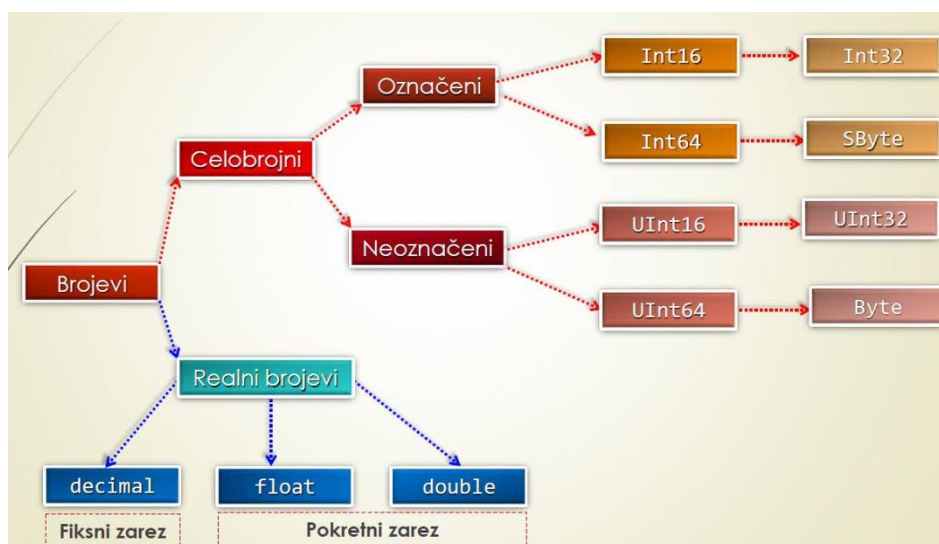 Int16
Int32
Označeni
Int64
SByte
Celobrojni
UInt16
UInt32
Neoznačeni
Brojevi
UInt64
Byte
Realni brojevi
decimal
float
double
Fiksni zarez
Pokretni zarez